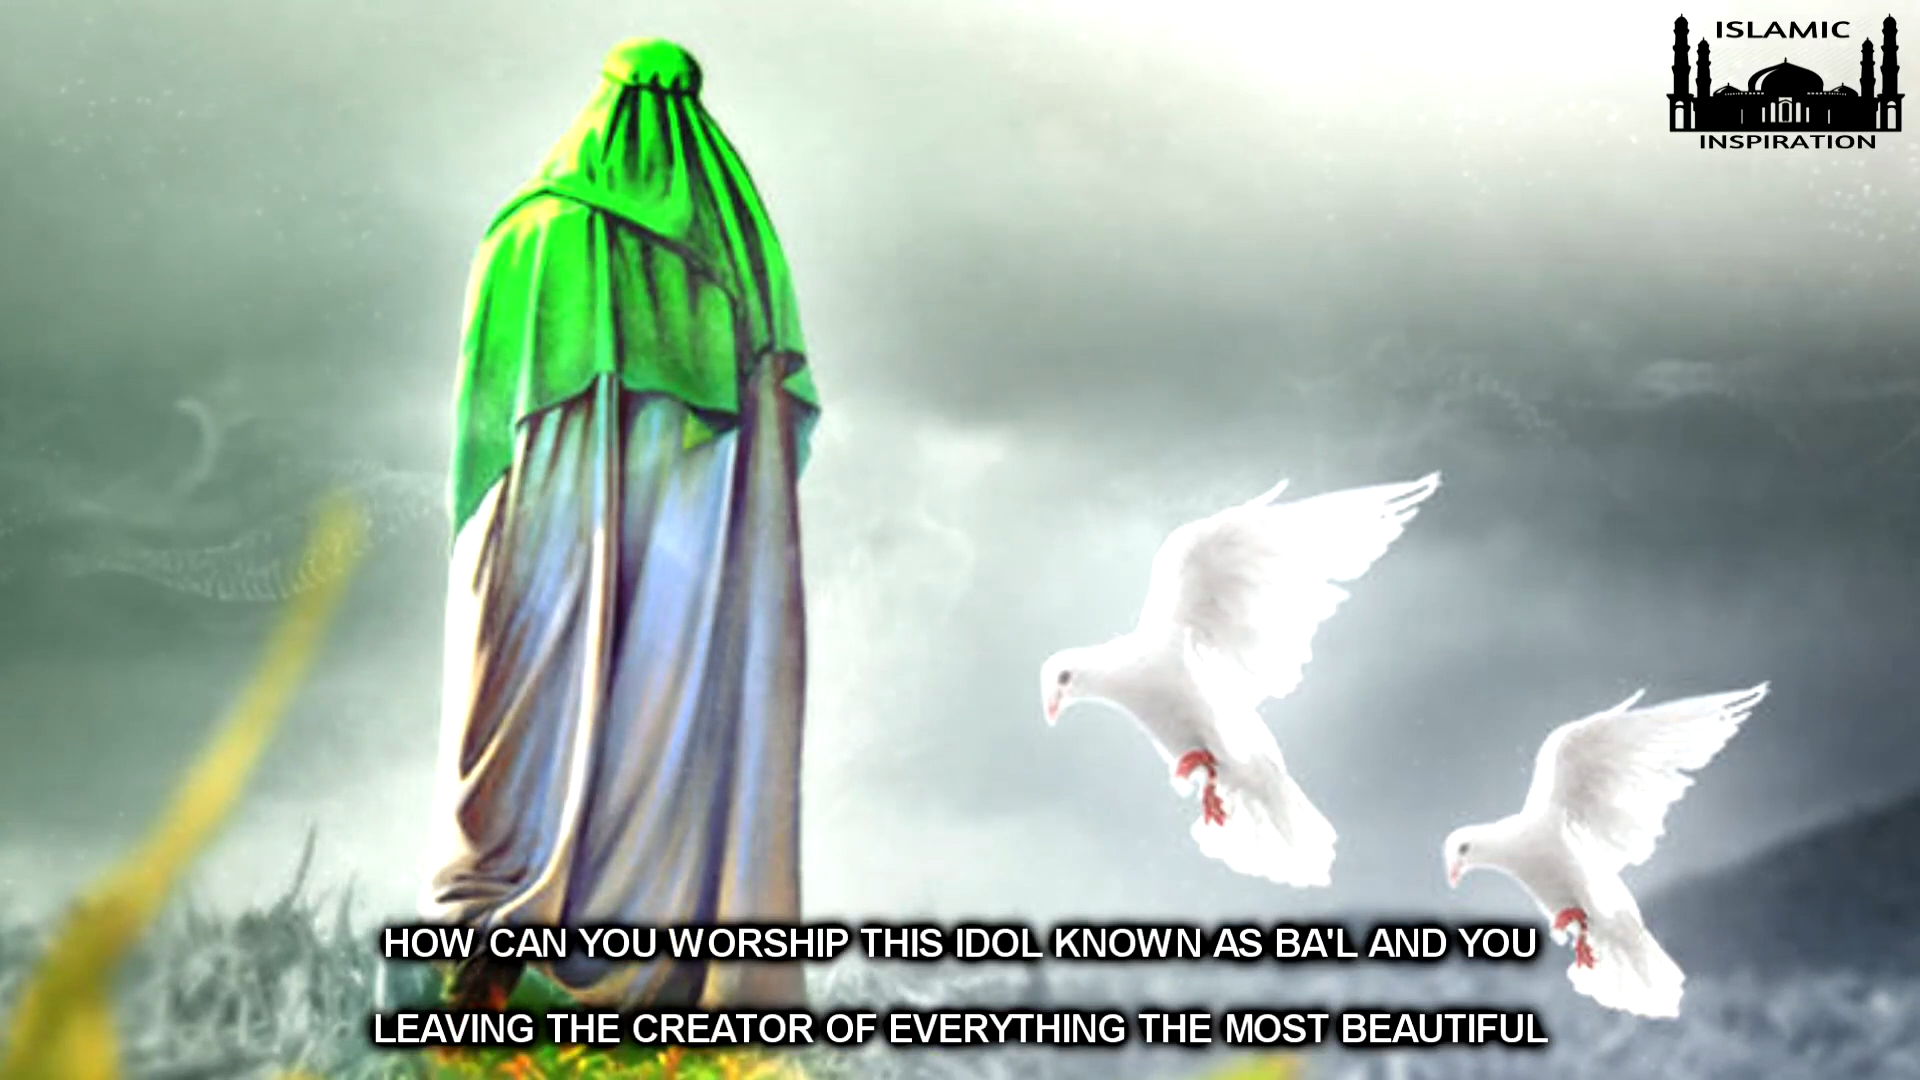 ISLAMIC
INSPIRATION
HOW CAN YOU WORSHIP THIS IDOL KNOWN AS BA'L AND YOU
LEAVING THE CREATOR OF EVERYTHING THE MOST BEAUTIFUL